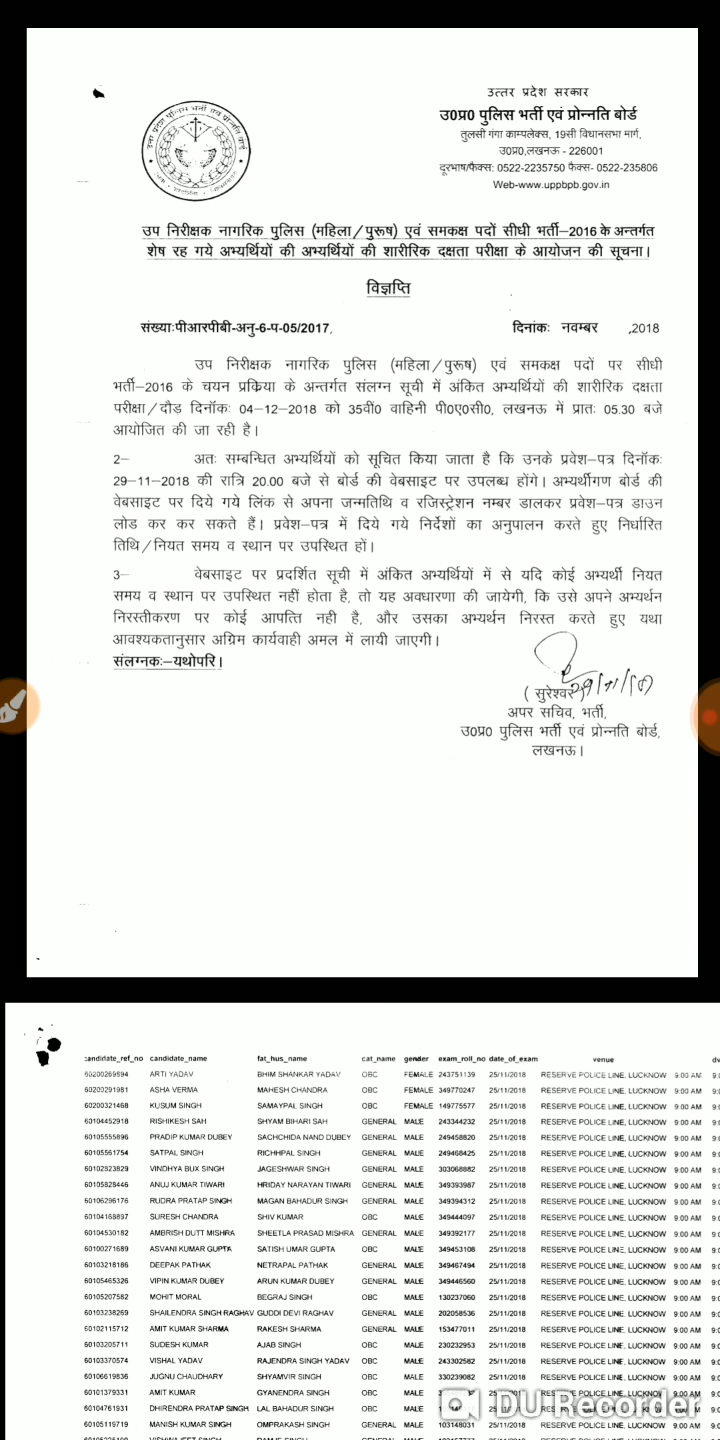 उत्तर प्रदेश सरकार
उ0प्र0 पुलिस भर्ती एवं प्रोन्नति बोर्ड
तुलसी गंगा काम्पलेक्स, 19सी विधानसभा मार्ग,
उ0प्र0,लखनऊ - 226001
दूरभाष/फैक्स: 0522-2235750 फैक्स- 0522-235806
Web-www.uppbpb.gov.in
उप निरीक्षक नागरिक पुलिस (महिला/पुरूष) एवं समकक्ष पदों सीधी भर्ती–2016 के अन्तर्गत
शेष रह गये अभ्यर्थियों की अभ्यर्थियों की शारीरिक दक्षता परीक्षा के आयोजन की सूचना।
विज्ञप्ति
संख्याःपीआरपीबी-अनु-6-प-05/2017, दिनांकः नवम्बर ,2018
उप निरीक्षक नागरिक पुलिस (महिला/पुरूष) एवं समकक्ष पदों पर सीधी
भर्ती–2016 के चयन प्रक्रिया के अन्तर्गत संलग्न सूची में अंकित अभ्यर्थियों की शारीरिक दक्षता
परीक्षा/दौड़ दिनॉकः 04-12-2018 को 35वीं0 वाहिनी पी0ए0सी0, लखनऊ में प्रातः 05.30 बजे
आयोजित की जा रही है।
2– अतः सम्बन्धित अभ्यर्थियों को सूचित किया जाता है कि उनके प्रवेश–पत्र दिनॉकः
29-11-2018 की रात्रि 20.00 बजे से बोर्ड की वेबसाइट पर उपलब्ध होंगे। अभ्यर्थीगण बोर्ड की
वेबसाइट पर दिये गये लिंक से अपना जन्मतिथि व रजिस्ट्रेशन नम्बर डालकर प्रवेश–पत्र डाउन
लोड कर कर सकते हैं। प्रवेश–पत्र में दिये गये निर्देशों का अनुपालन करते हुए निर्धारित
तिथि/नियत समय व स्थान पर उपस्थित हों।
3– वेबसाइट पर प्रदर्शित सूची में अंकित अभ्यर्थियों में से यदि कोई अभ्यर्थी नियत
समय व स्थान पर उपस्थित नहीं होता है, तो यह अवधारणा की जायेगी, कि उसे अपने अभ्यर्थन
निरस्तीकरण पर कोई आपत्ति नही है, और उसका अभ्यर्थन निरस्त करते हुए यथा
आवश्यकतानुसार अग्रिम कार्यवाही अमल में लायी जाएगी।
संलग्नकः–यथोपरि।
( सुरेश्वर )
अपर सचिव, भर्ती,
उ0प्र0 पुलिस भर्ती एवं प्रोन्नति बोर्ड,
लखनऊ।
candidate_ref_no candidate_name fat_hus_name cat_name gender exam_roll_no date_of_exam venue
60200269894 ARTI YADAV BHIM SHANKAR YADAV OBC FEMALE 243751139 25/11/2018 RESERVE POLICE LINE, LUCKNOW 9:00 AM
60200291981 ASHA VERMA MAHESH CHANDRA OBC FEMALE 349770247 25/11/2018 RESERVE POLICE LINE, LUCKNOW 9:00 AM
60200321468 KUSUM SINGH SAMAYPAL SINGH OBC FEMALE 149775577 25/11/2018 RESERVE POLICE LINE, LUCKNOW 9:00 AM
60104452918 RISHIKESH SAH SHYAM BIHARI SAH GENERAL MALE 243344232 25/11/2018 RESERVE POLICE LINE, LUCKNOW 9:00 AM
60105555896 PRADIP KUMAR DUBEY SACHCHIDA NAND DUBEY GENERAL MALE 249458820 25/11/2018 RESERVE POLICE LINE, LUCKNOW 9:00 AM
60105561754 SATPAL SINGH RICHHPAL SINGH GENERAL MALE 249468425 25/11/2018 RESERVE POLICE LINE, LUCKNOW 9:00 AM
60102823829 VINDHYA BUX SINGH JAGESHWAR SINGH GENERAL MALE 303068882 25/11/2018 RESERVE POLICE LINE, LUCKNOW 9:00 AM
60105828446 ANUJ KUMAR TIWARI HRIDAY NARAYAN TIWARI GENERAL MALE 349393987 25/11/2018 RESERVE POLICE LINE, LUCKNOW 9:00 AM
60106296176 RUDRA PRATAP SINGH MAGAN BAHADUR SINGH GENERAL MALE 349394312 25/11/2018 RESERVE POLICE LINE, LUCKNOW 9:00 AM
60104168897 SURESH CHANDRA SHIV KUMAR OBC MALE 349444097 25/11/2018 RESERVE POLICE LINE, LUCKNOW 9:00 AM
60104530182 AMBRISH DUTT MISHRA SHEETLA PRASAD MISHRA GENERAL MALE 349392177 25/11/2018 RESERVE POLICE LINE, LUCKNOW 9:00 AM
60100271689 ASVANI KUMAR GUPTA SATISH UMAR GUPTA OBC MALE 349453108 25/11/2018 RESERVE POLICE LINE, LUCKNOW 9:00 AM
60103218186 DEEPAK PATHAK NETRAPAL PATHAK GENERAL MALE 349467494 25/11/2018 RESERVE POLICE LINE, LUCKNOW 9:00 AM
60105465326 VIPIN KUMAR DUBEY ARUN KUMAR DUBEY GENERAL MALE 349446560 25/11/2018 RESERVE POLICE LINE, LUCKNOW 9:00 AM
60105207582 MOHIT MORAL BEGRAJ SINGH OBC MALE 130237060 25/11/2018 RESERVE POLICE LINE, LUCKNOW 9:00 AM
60103238269 SHAILENDRA SINGH RAGHAV GUDDI DEVI RAGHAV GENERAL MALE 202058536 25/11/2018 RESERVE POLICE LINE, LUCKNOW 9:00 AM
60102115712 AMIT KUMAR SHARMA RAKESH SHARMA GENERAL MALE 153477011 25/11/2018 RESERVE POLICE LINE, LUCKNOW 9:00 AM
60103205711 SUDESH KUMAR AJAB SINGH OBC MALE 230232953 25/11/2018 RESERVE POLICE LINE, LUCKNOW 9:00 AM
60103370574 VISHAL YADAV RAJENDRA SINGH YADAV OBC MALE 243302582 25/11/2018 RESERVE POLICE LINE, LUCKNOW 9:00 AM
60106619836 JUGNU CHAUDHARY SHYAMVIR SINGH OBC MALE 330239082 25/11/2018 RESERVE POLICE LINE, LUCKNOW 9:00 AM
60101379331 AMIT KUMAR GYANENDRA SINGH OBC MALE
60104761931 DHIRENDRA PRATAP SINGH LAL BAHADUR SINGH OBC MALE
DU Recorder
60105119719 MANISH KUMAR SINGH OMPRAKASH SINGH GENERAL MALE 103148031 25/11/2018 RESERVE POLICE LINE, LUCKNOW 9:00 AM